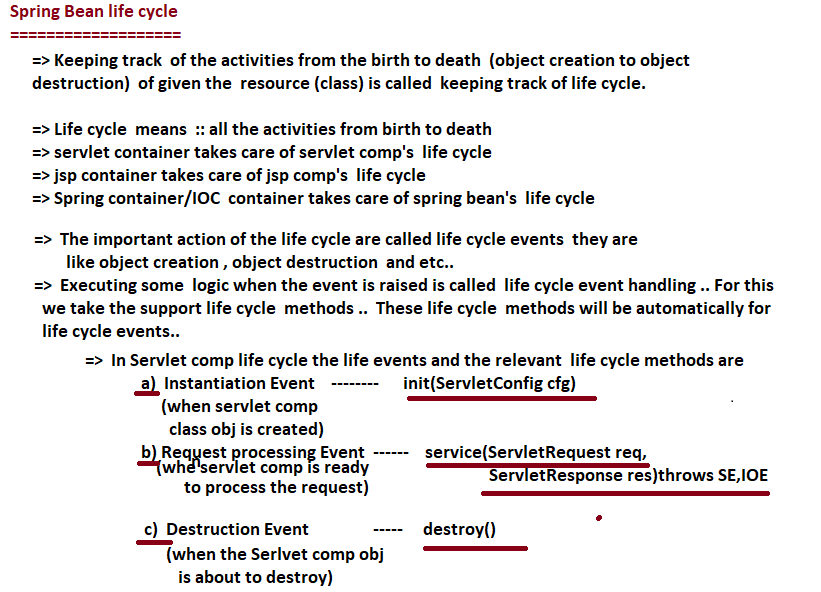 Spring Bean life cycle
===================
=> Keeping track of the activities from the birth to death (object creation to object
destruction) of given the resource (class) is called keeping track of life cycle.
=> Life cycle means :: all the activities from birth to death
=> servlet container takes care of servlet comp's life cycle
=> jsp container takes care of jsp comp's life cycle
=> Spring container/IOC container takes care of spring bean's life cycle
=> The important action of the life cycle are called life cycle events they are
like object creation , object destruction and etc..
=> Executing some logic when the event is raised is called life cycle event handling .. For this
we take the support life cycle methods .. These life cycle methods will be automatically for
life cycle events..
=> In Servlet comp life cycle the life events and the relevant life cycle methods are
a) Instantiation Event -------- init(ServletConfig cfg)
(when servlet comp
class obj is created)
b) Request processing Event ------ service(ServletRequest req,
(when servlet comp is ready
ServletResponse res)throws SE,IOE
to process the request)
c) Destruction Event ----- destroy()
(when the Serlvet comp obj
is about to destroy)